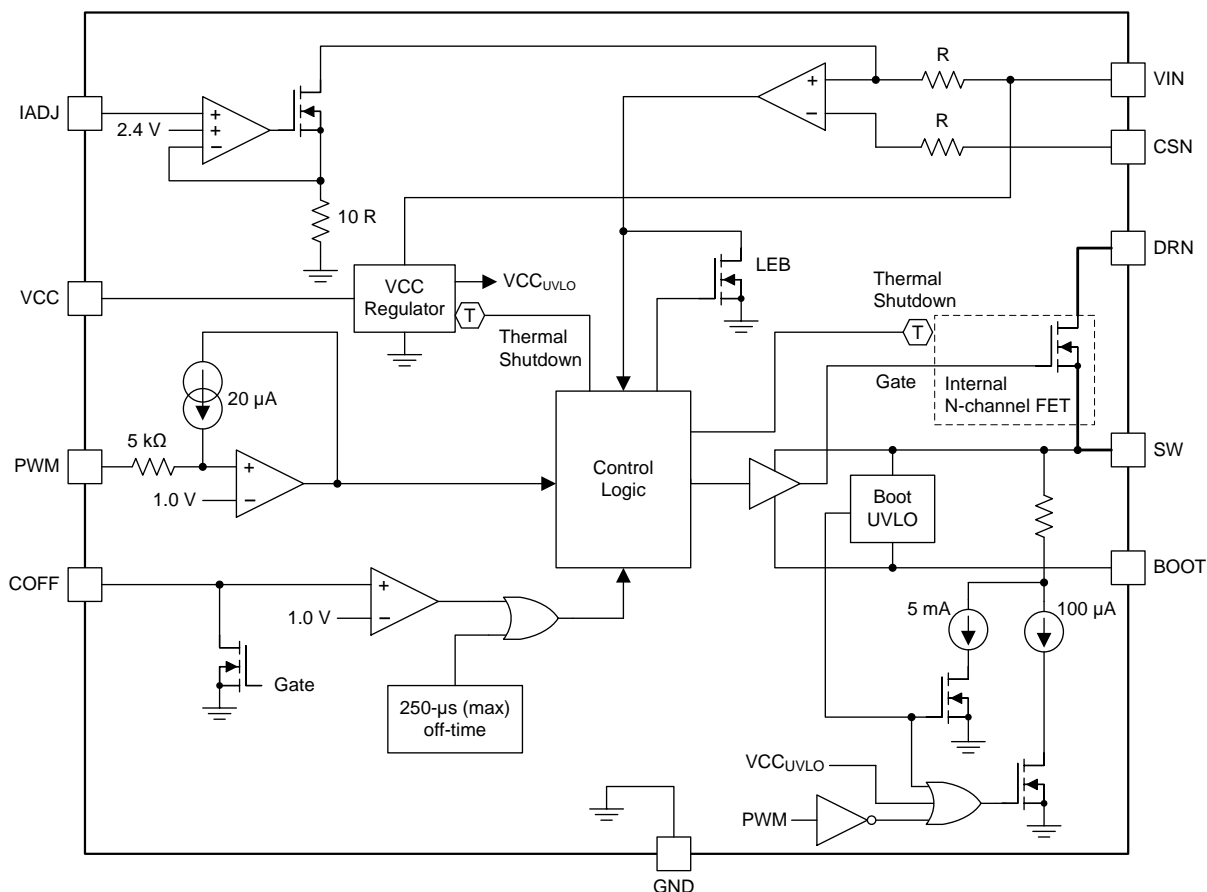 R
VIN
IADJ
2.4 V
+
+
−
+
−
R
CSN
10 R
DRN
LEB
VCC
VCC
Regulator
VCCUVLO
T
Thermal
Shutdown
Thermal
Shutdown
T
Gate
Internal
N-channel FET
20 µA
5 kΩ
PWM
1.0 V
+
−
Control
Logic
SW
Boot
UVLO
COFF
1.0 V
+
−
BOOT
5 mA
100 µA
Gate
250-µs (max)
off-time
VCCUVLO
PWM
GND